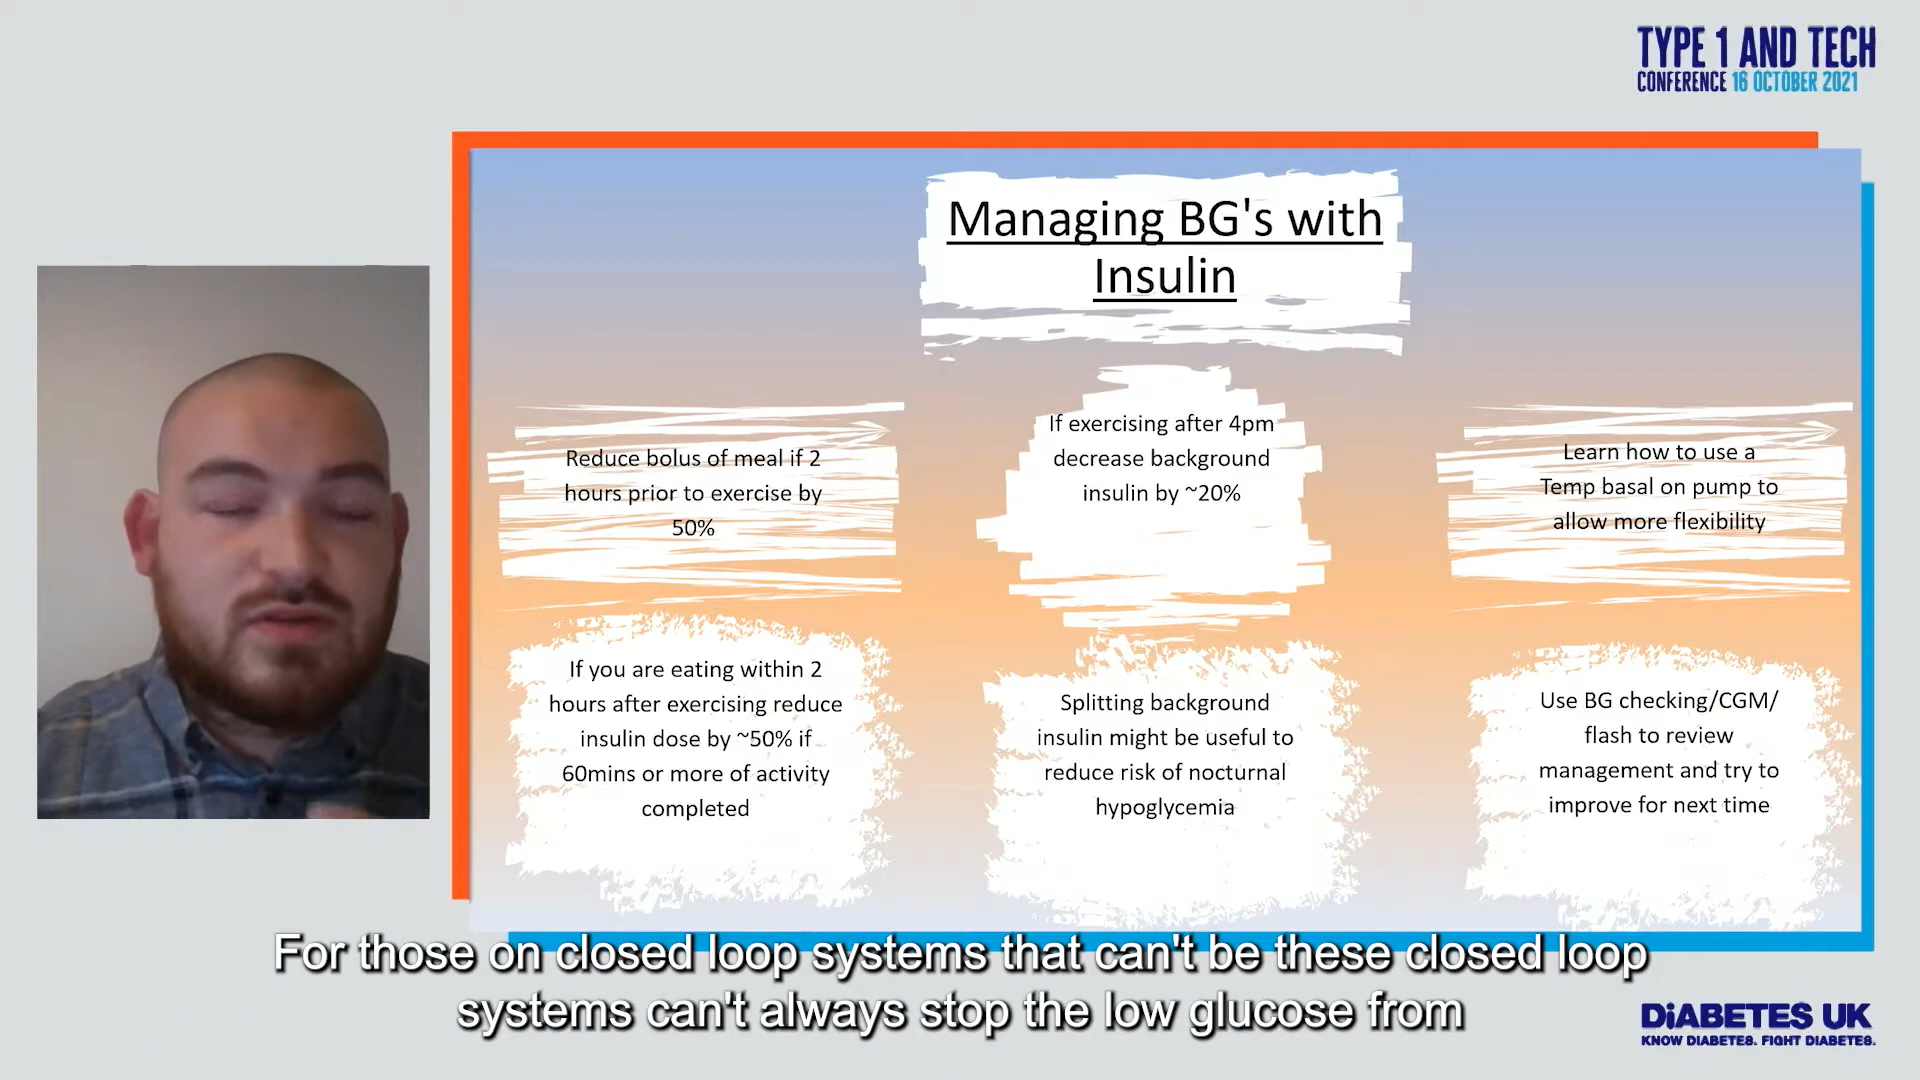 TYPE 1 AND TECH
CONFERENCE 16 OCTOBER 2021
Managing BG's with
Insulin
Reduce bolus of meal if 2
hours prior to exercise by
50%
If exercising after 4pm
decrease background
insulin by ~20%
Learn how to use a
Temp basal on pump to
allow more flexibility
If you are eating within 2
hours after exercising reduce
insulin dose by ~50% if
60mins or more of activity
completed
Splitting background
insulin might be useful to
reduce risk of nocturnal
hypoglycemia
Use BG checking/CGM/
flash to review
management and try to
improve for next time
For those on closed loop systems that can't be these closed loop
systems can't always stop the low glucose from
DiABETES UK
KNOW DIABETES. FIGHT DIABETES.